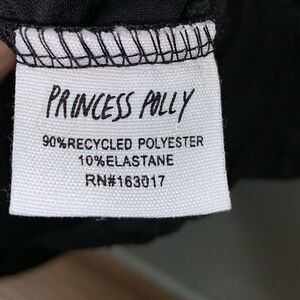 PRINCESS POLLY
90%RECYCLED POLYESTER
10%ELASTANE
RN#163017